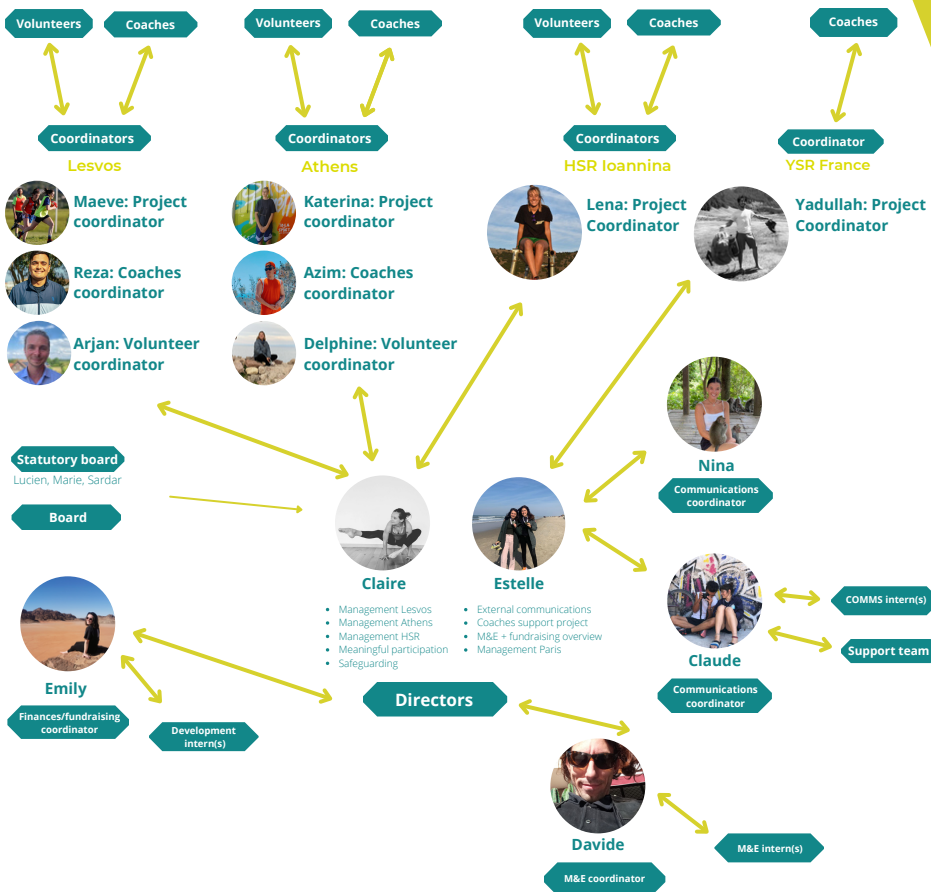 Volunteers
Coaches
Volunteers
Coaches
Volunteers
Coaches
Coaches
Coordinators
Coordinators
Coordinators
Coordinator
Lesvos
Athens
HSR Ioannina
YSR France
Maeve: Project
coordinator
Katerina: Project
coordinator
Lena: Project
Coordinator
Yadullah: Project
Coordinator
Reza: Coaches
coordinator
Azim: Coaches
coordinator
Arjan: Volunteer
coordinator
Delphine: Volunteer
coordinator
Statutory board
Lucien, Marie, Sardar
Board
Nina
Communications
coordinator
Claire
• Management Lesvos
• Management Athens
• Management HSR
• Meaningful participation
• Safeguarding
Estelle
• External communications
• Coaches support project
• M&E + fundraising overview
• Management Paris
Claude
Communications
coordinator
COMMS intern(s)
Support team
Emily
Finances/fundraising
coordinator
Development
intern(s)
Directors
Davide
M&E coordinator
M&E intern(s)